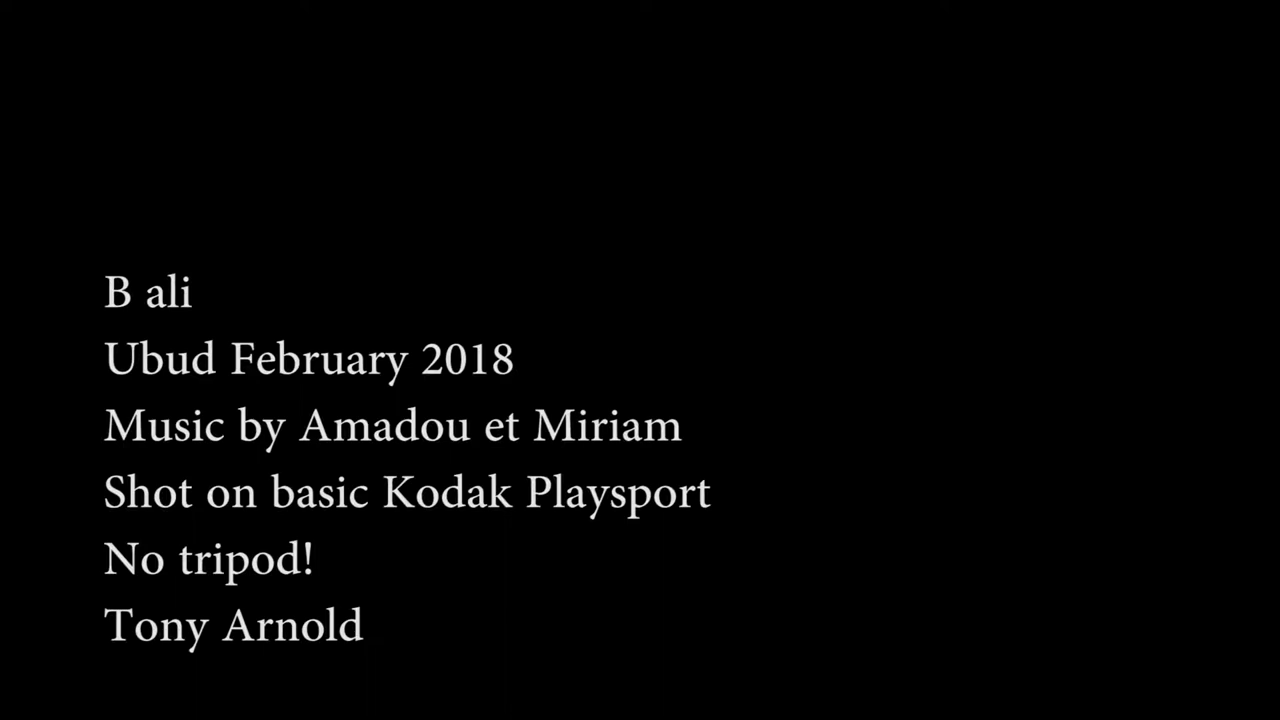 B ali
Ubud February 2018
Music by Amadou et Miriam
Shot on basic Kodak Playsport
No tripod!
Tony Arnold